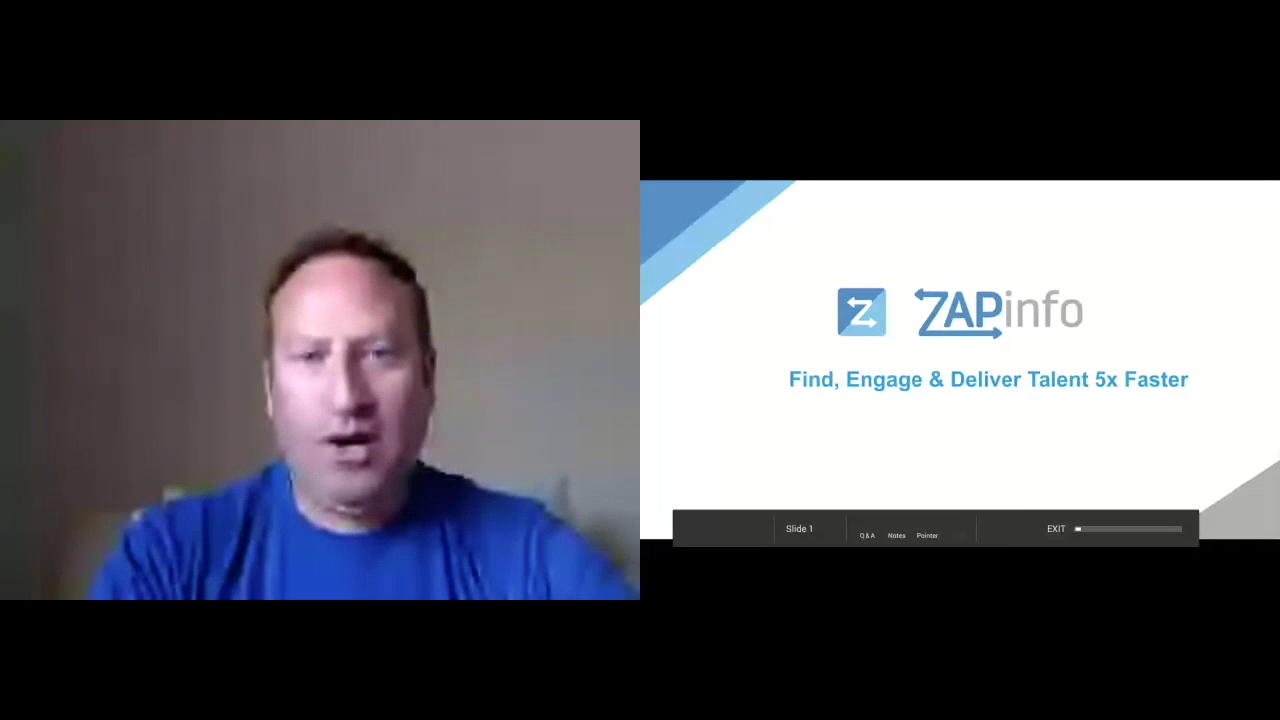 Z ZAPinfo
Find, Engage & Deliver Talent 5x Faster
Slide 1
Q & A Notes Pointer
EXIT